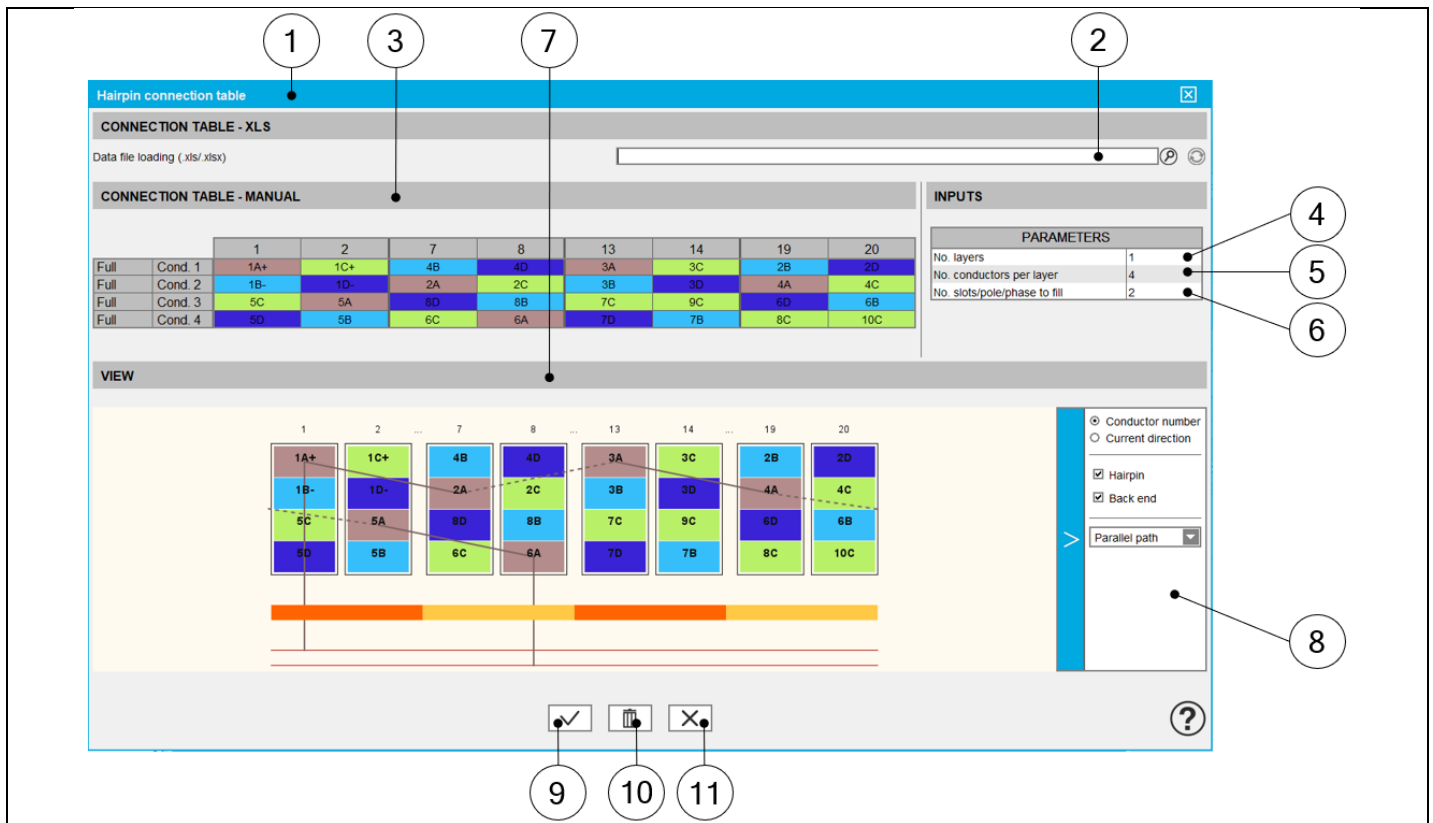 1 3 7 2
Hairpin connection table
CONNECTION TABLE - XLS
Data file loading (.xls/.xlsx)
CONNECTION TABLE - MANUAL
INPUTS
1 2 7 8 13 14 19 20
Full Cond. 1 1A+ 1C+ 4B 4D 3A 3C 2B 2D
Full Cond. 2 1B- 1D- 2A 2C 3B 3D 4A 4C
Full Cond. 3 5C 5A 8D 8B 7C 9C 6D 6B
Full Cond. 4 5D 5B 6C 6A 7D 7B 8C 10C
PARAMETERS
No. layers 1
No. conductors per layer 4
No. slots/pole/phase to fill 2
4
5
6
VIEW
1 2 ... 7 8 ... 13 14 ... 19 20
1A+ 1C+ 4B 4D 3A 3C 2B 2D
1B- 1D- 2A 2C 3B 3D 4A 4C
5C 5A 8D 8B 7C 9C 6D 6B
5D 5B 6C 6A 7D 7B 8C 10C
>
Conductor number
Current direction
Hairpin
Back end
Parallel path
8
?
9 10 11